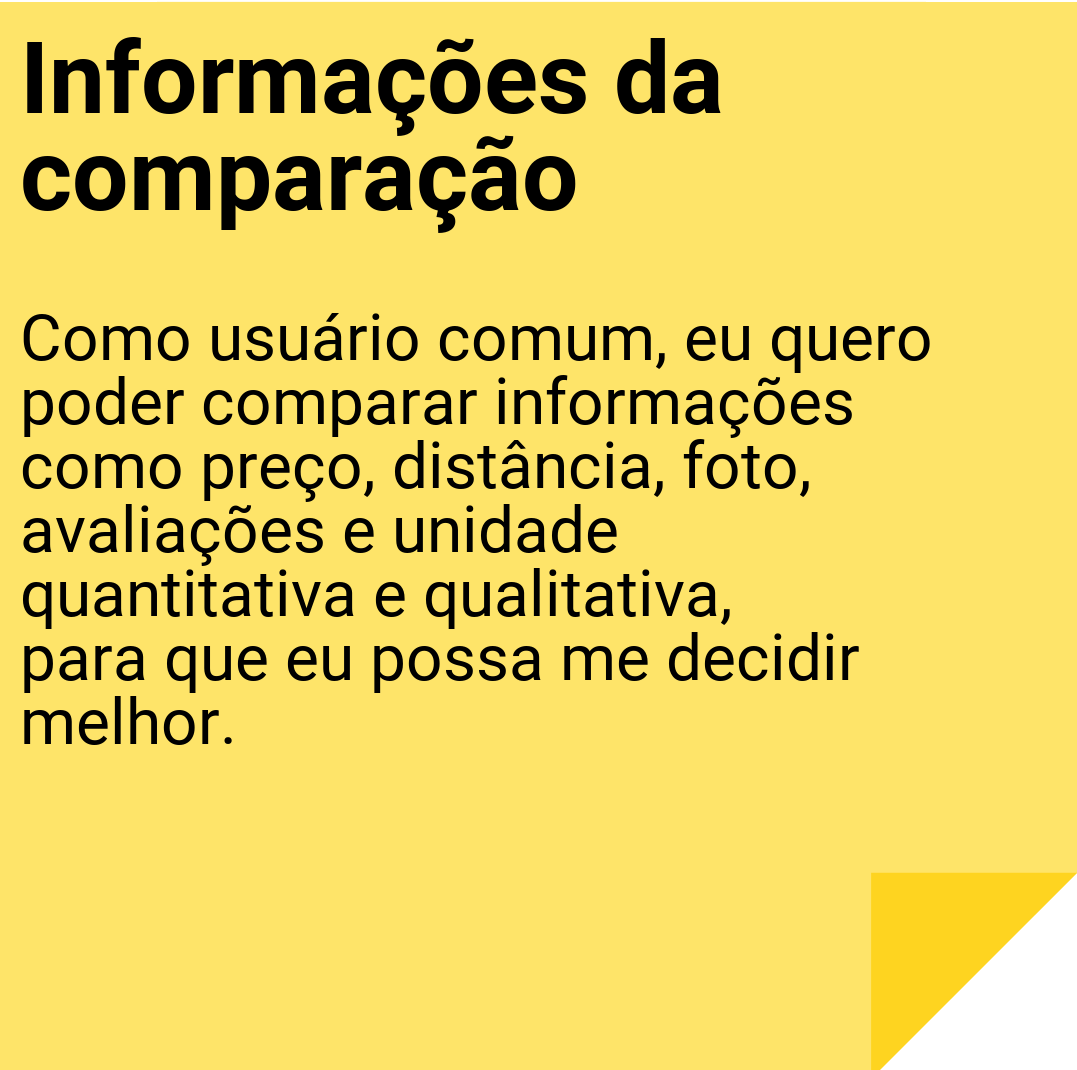 Informações da
comparação
Como usuário comum, eu quero
poder comparar informações
como preço, distância, foto,
avaliações e unidade
quantitativa e qualitativa,
para que eu possa me decidir
melhor.